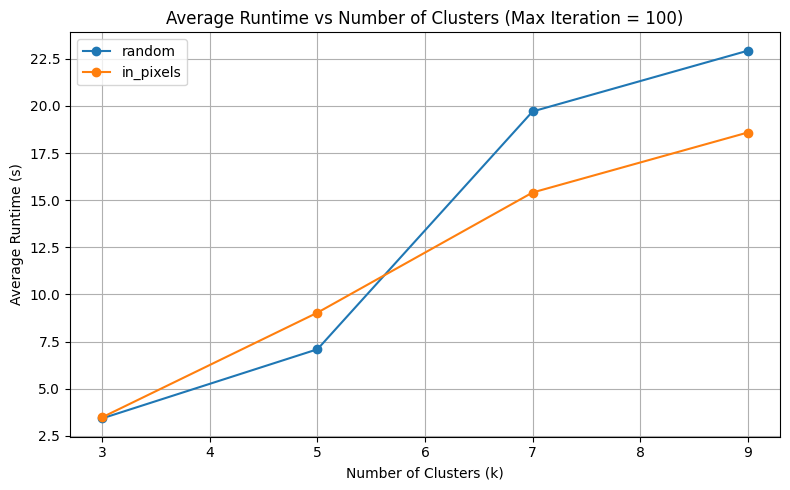 Average Runtime vs Number of Clusters (Max Iteration = 100)
random
in_pixels
Average Runtime (s)
22.5
20.0
17.5
15.0
12.5
10.0
7.5
5.0
2.5
3 4 5 6 7 8 9
Number of Clusters (k)